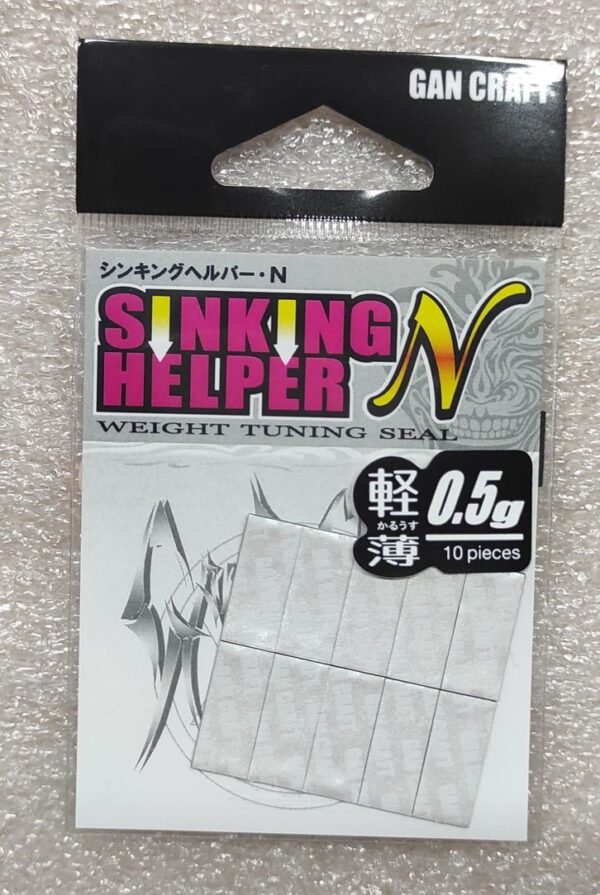 GAN CRAFT
シンキングヘルパー・N
SINKING
HELPER N
WEIGHT TUNING SEAL
軽薄
かるうす
0.5g
10 pieces